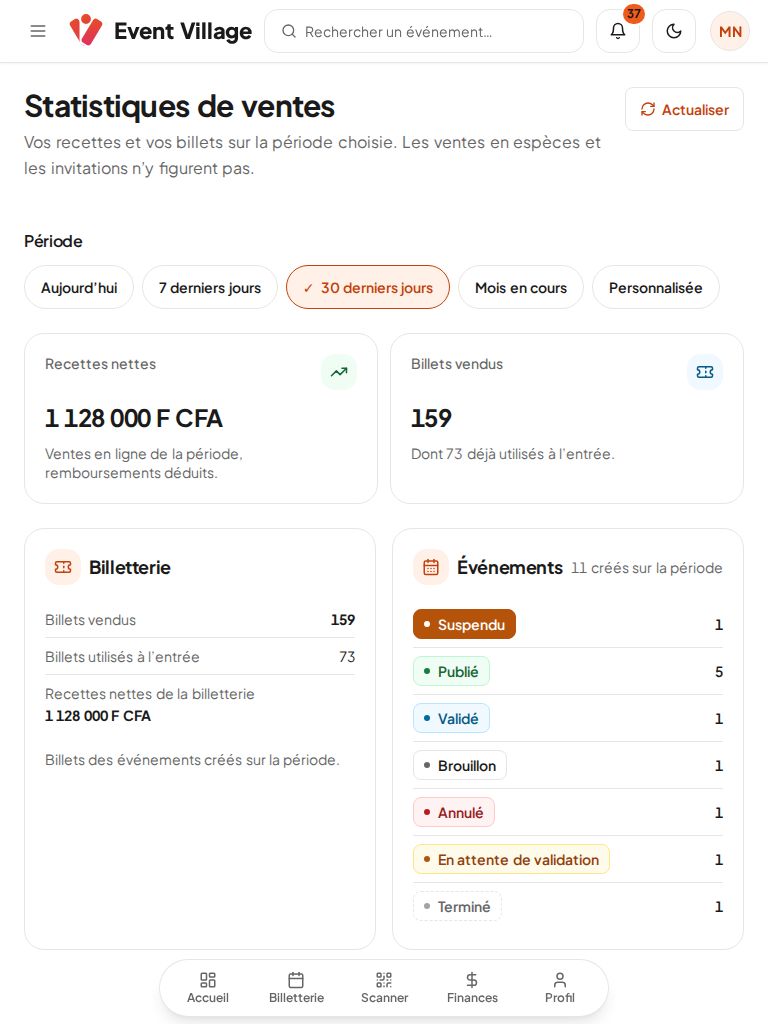 Event Village
Rechercher un événement…
37
MN
Statistiques de ventes
Actualiser
Vos recettes et vos billets sur la période choisie. Les ventes en espèces et
les invitations n’y figurent pas.
Période
Aujourd’hui
7 derniers jours
✓ 30 derniers jours
Mois en cours
Personnalisée
Recettes nettes
1 128 000 F CFA
Ventes en ligne de la période,
remboursements déduits.
Billets vendus
159
Dont 73 déjà utilisés à l’entrée.
Billetterie
Billets vendus 159
Billets utilisés à l’entrée 73
Recettes nettes de la billetterie
1 128 000 F CFA
Billets des événements créés sur la période.
Événements 11 créés sur la période
Suspendu 1
Publié 5
Validé 1
Brouillon 1
Annulé 1
En attente de validation 1
Terminé 1
Accueil
Billetterie
Scanner
Finances
Profil